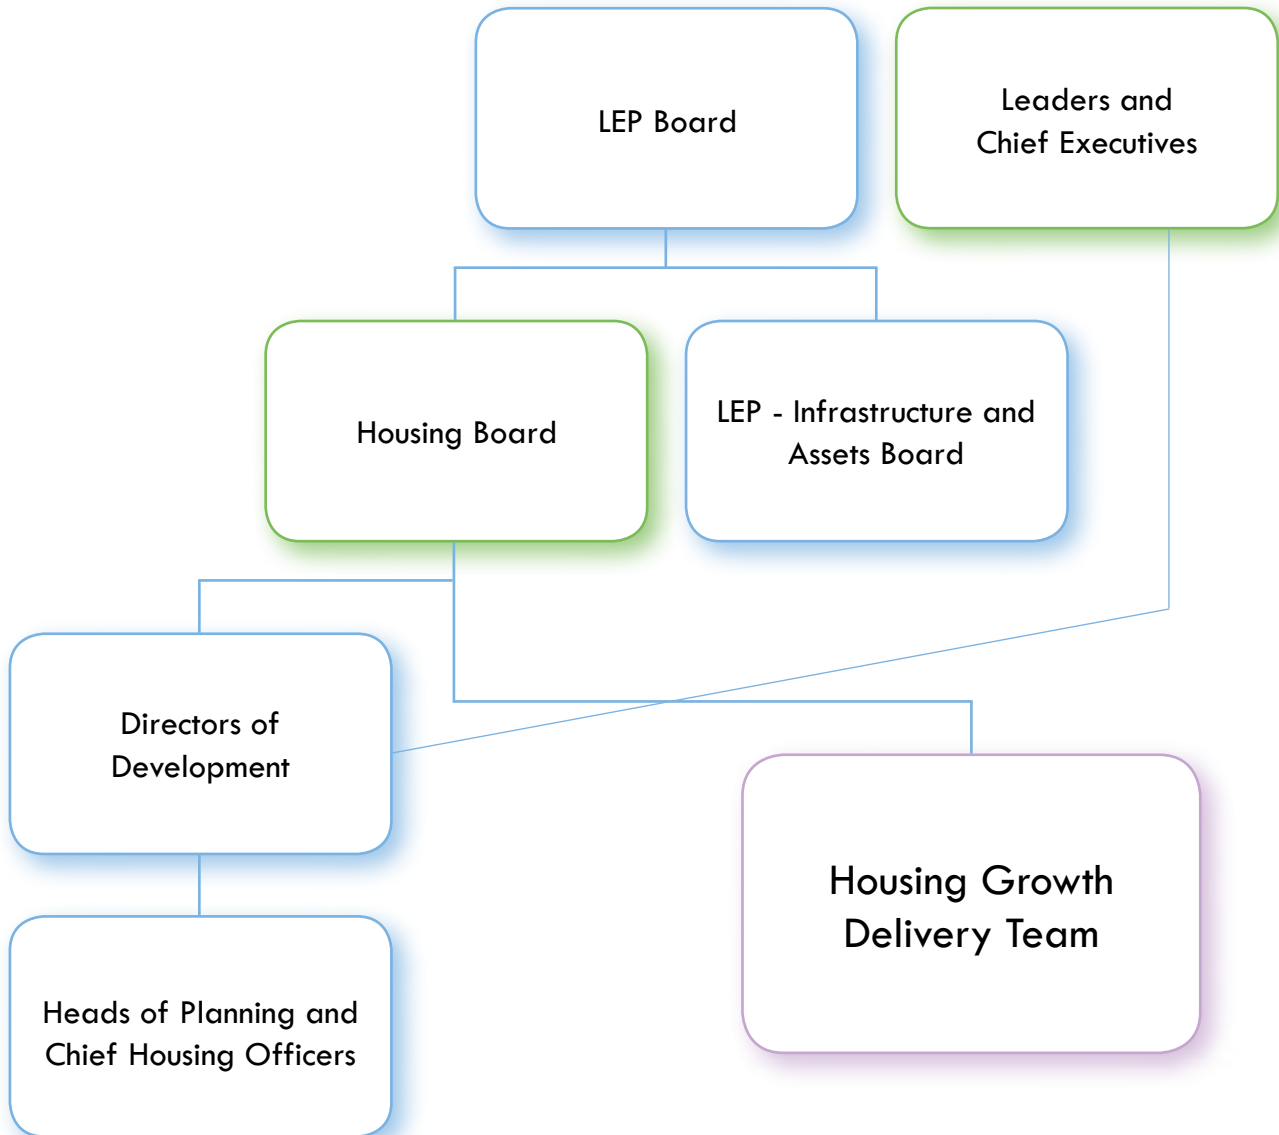 LEP Board
Leaders and
Chief Executives
Housing Board
LEP - Infrastructure and
Assets Board
Directors of
Development
Housing Growth
Delivery Team
Heads of Planning and
Chief Housing Officers